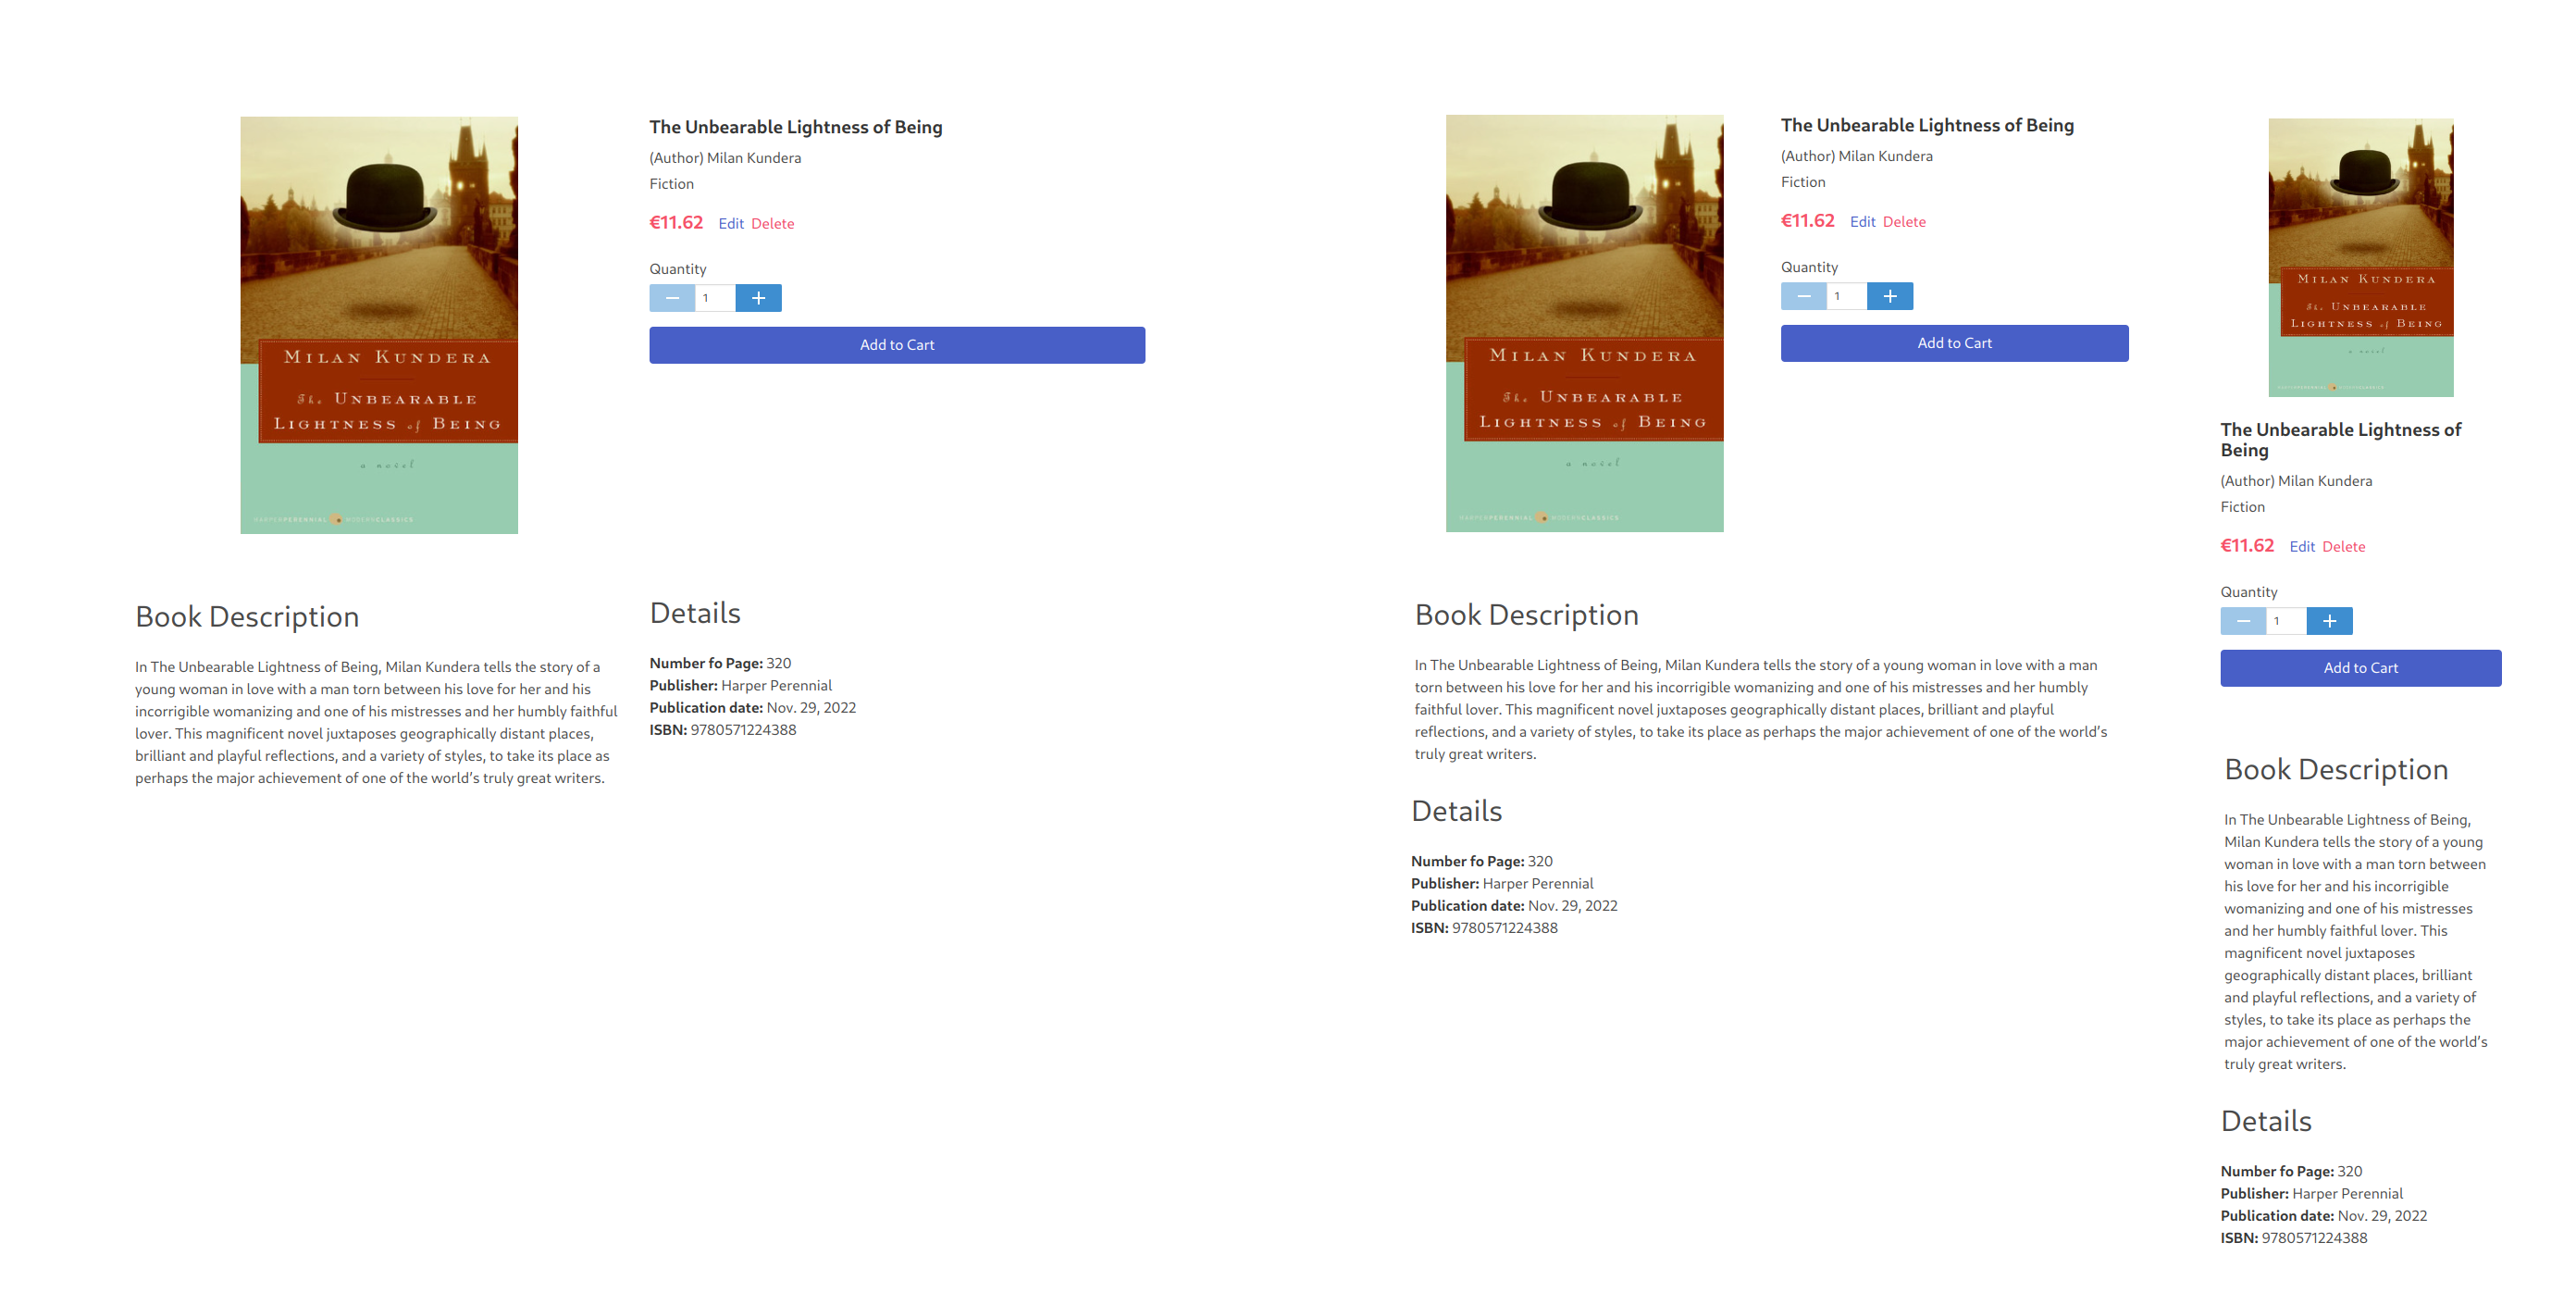 MILAN KUNDERA
The UNBEARABLE
LIGHTNESS of BEING
a novel
HARPERPERENNIAL MODERNCLASSICS
The Unbearable Lightness of Being
(Author) Milan Kundera
Fiction
€11.62 Edit Delete
Quantity
1
Add to Cart
Book Description
In The Unbearable Lightness of Being, Milan Kundera tells the story of a
young woman in love with a man torn between his love for her and his
incorrigible womanizing and one of his mistresses and her humbly faithful
lover. This magnificent novel juxtaposes geographically distant places,
brilliant and playful reflections, and a variety of styles, to take its place as
perhaps the major achievement of one of the world’s truly great writers.
Details
Number fo Page: 320
Publisher: Harper Perennial
Publication date: Nov. 29, 2022
ISBN: 9780571224388
MILAN KUNDERA
The UNBEARABLE
LIGHTNESS of BEING
a novel
HARPERPERENNIAL MODERNCLASSICS
The Unbearable Lightness of Being
(Author) Milan Kundera
Fiction
€11.62 Edit Delete
Quantity
1
Add to Cart
Book Description
In The Unbearable Lightness of Being, Milan Kundera tells the story of a young woman in love with a man
torn between his love for her and his incorrigible womanizing and one of his mistresses and her humbly
faithful lover. This magnificent novel juxtaposes geographically distant places, brilliant and playful
reflections, and a variety of styles, to take its place as perhaps the major achievement of one of the world’s
truly great writers.
Details
Number fo Page: 320
Publisher: Harper Perennial
Publication date: Nov. 29, 2022
ISBN: 9780571224388
MILAN KUNDERA
The UNBEARABLE
LIGHTNESS of BEING
a novel
The Unbearable Lightness of
Being
(Author) Milan Kundera
Fiction
€11.62 Edit Delete
Quantity
1
Add to Cart
Book Description
In The Unbearable Lightness of Being,
Milan Kundera tells the story of a young
woman in love with a man torn between
his love for her and his incorrigible
womanizing and one of his mistresses
and her humbly faithful lover. This
magnificent novel juxtaposes
geographically distant places, brilliant
and playful reflections, and a variety of
styles, to take its place as perhaps the
major achievement of one of the world’s
truly great writers.
Details
Number fo Page: 320
Publisher: Harper Perennial
Publication date: Nov. 29, 2022
ISBN: 9780571224388